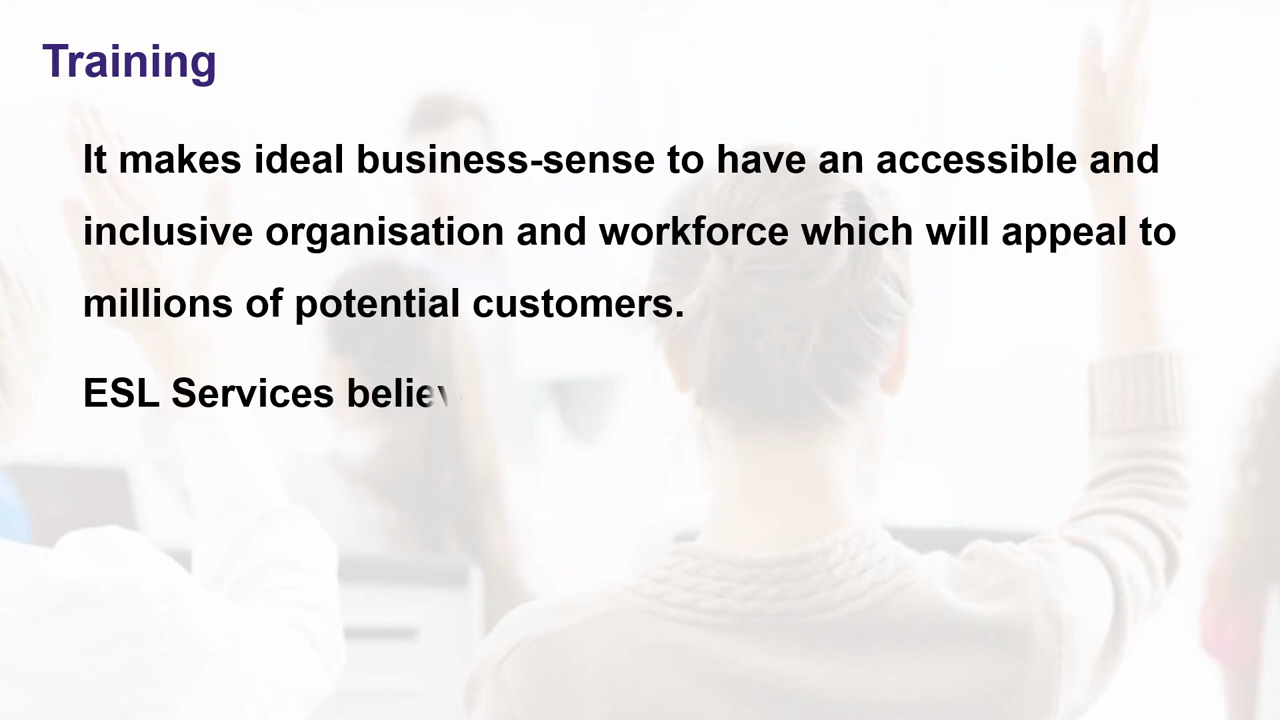 Training
It makes ideal business-sense to have an accessible and
inclusive organisation and workforce which will appeal to
millions of potential customers.
ESL Services